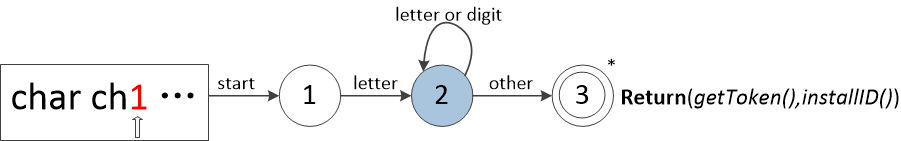 letter or digit
char ch1 ··· start 1 letter 2 other 3 * Return(getToken(),installID())